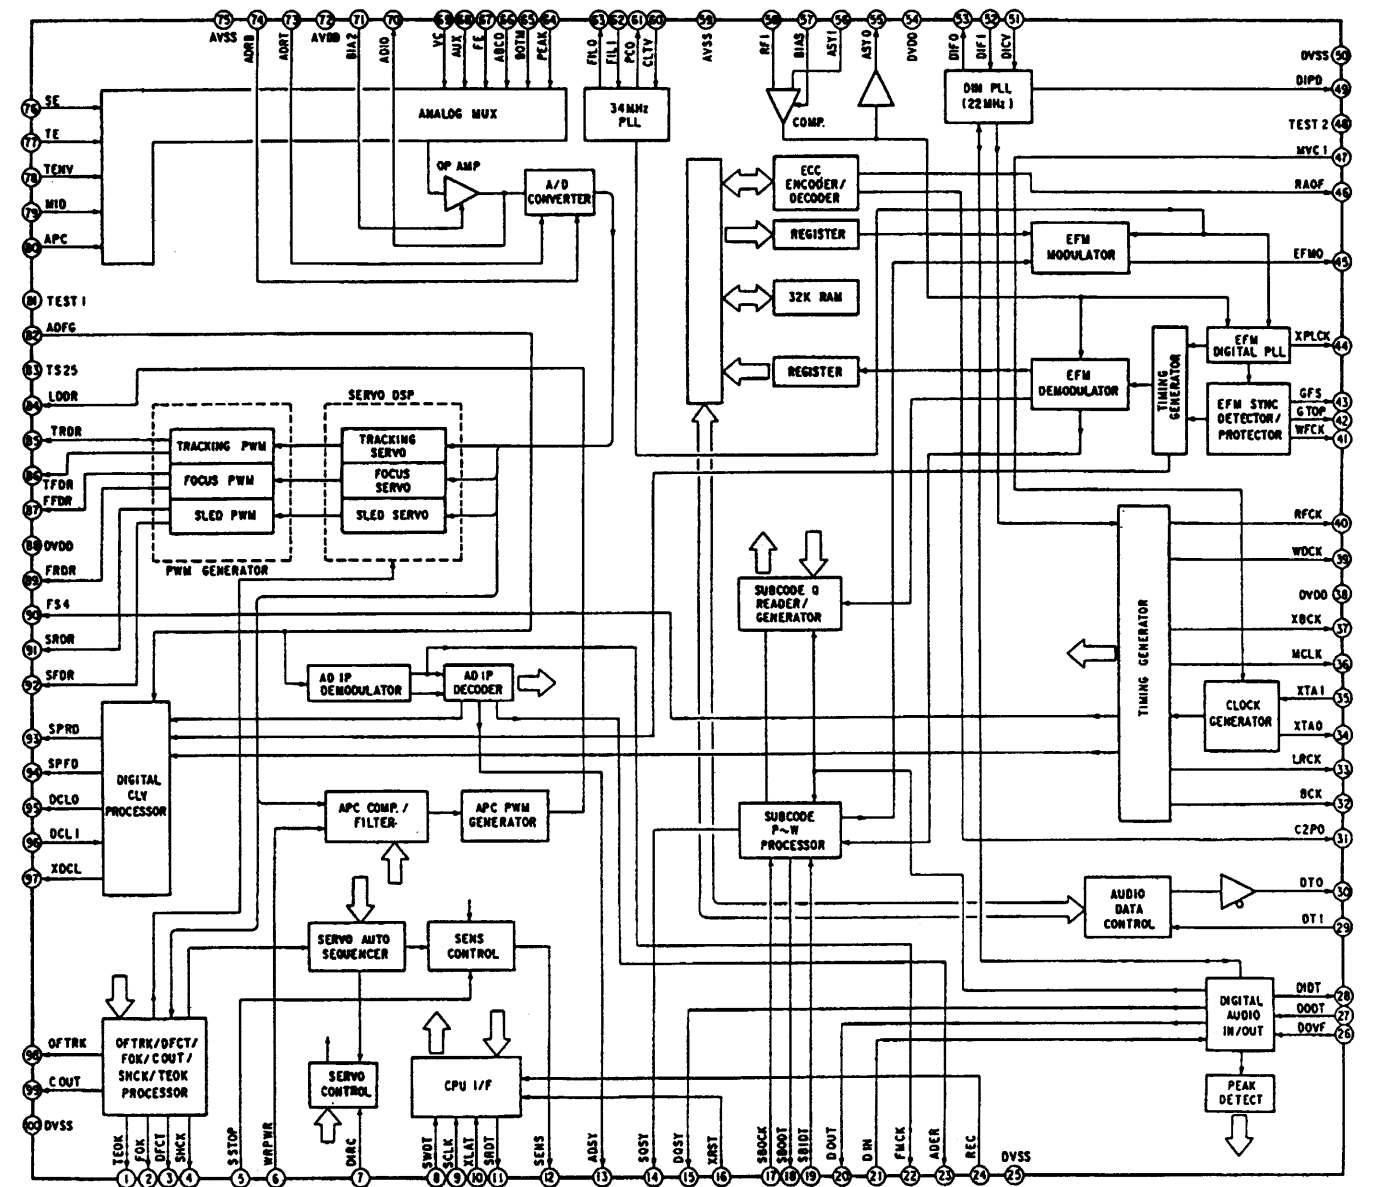 75 74 73 72 71 70 69 68 67 66 65 64 63 62 61 60 59 58 57 56 55 54 53 52 51
AVSS
ADRB
ADRT
AVDD
BIA2
ADIO
VC
AUX
FE
ABCD
BOTM
PEAK
FILO
FILI
PCO
CLTV
AVSS
RFI
BIAS
ASYI
ASYO
DVDD
DIFO
DIFI
DICV
76 SE
77 TE
78 TENV
79 MID
80 APC
81 TEST1
82 ADFG
83 TS25
84 LDDR
85 TRDR
86 TFDR
87 FFDR
88 DVDD
89 FRDR
90 FS4
91 SRDR
92 SFDR
93 SPRD
94 SPFD
95 DCLO
96 DCLI
97 XDCL
98 OFTRK
99 COUT
100 DVSS
ANALOG MUX
34MHz
PLL
COMP.
DIN PLL
(22MHz)
OP AMP
A/D
CONVERTER
ECC
ENCODER/
DECODER
REGISTER
32K RAM
REGISTER
EFM
MODULATOR
EFM
DEMODULATOR
TIMING
GENERATOR
EFM
DIGITAL PLL
EFM SYNC
DETECTOR/
PROTECTOR
SERVO DSP
TRACKING PWM
FOCUS PWM
SLED PWM
PWM GENERATOR
TRACKING
SERVO
FOCUS
SERVO
SLED SERVO
SUBCODE Q
READER/
GENERATOR
TIMING GENERATOR
CLOCK
GENERATOR
ADIP
DEMODULATOR
ADIP
DECODER
DIGITAL
CLV
PROCESSOR
APC COMP./
FILTER
APC PWM
GENERATOR
SUBCODE
P~W
PROCESSOR
AUDIO
DATA
CONTROL
SERVO AUTO
SEQUENCER
SENS
CONTROL
OFTRK/DFCT/
FOK/COUT/
SHCK/TEOK
PROCESSOR
SERVO
CONTROL
CPU I/F
DIGITAL
AUDIO
IN/OUT
PEAK
DETECT
DVSS 50
DIPD 49
TEST2 48
MVCI 47
RAOF 46
EFMO 45
XPLCK 44
GFS 43
GTOP 42
WFCK 41
RFCK 40
WDCK 39
DVDD 38
XBCK 37
MCLK 36
XTAI 35
XTAO 34
LRCK 33
BCK 32
C2PO 31
DTO 30
DTI 29
DIDT 28
DODT 27
DOVF 26
TEOK
FOK
DFCT
SHCK
SSTOP
WRPWR
DIRC
SWDT
SCLK
XLAT
SRDT
SENS
ADSY
SQSY
DQSY
XRST
SBOCK
SBODT
SBIDT
DOUT
DIN
FMCK
ADER
REC
DVSS
1 2 3 4 5 6 7 8 9 10 11 12 13 14 15 16 17 18 19 20 21 22 23 24 25